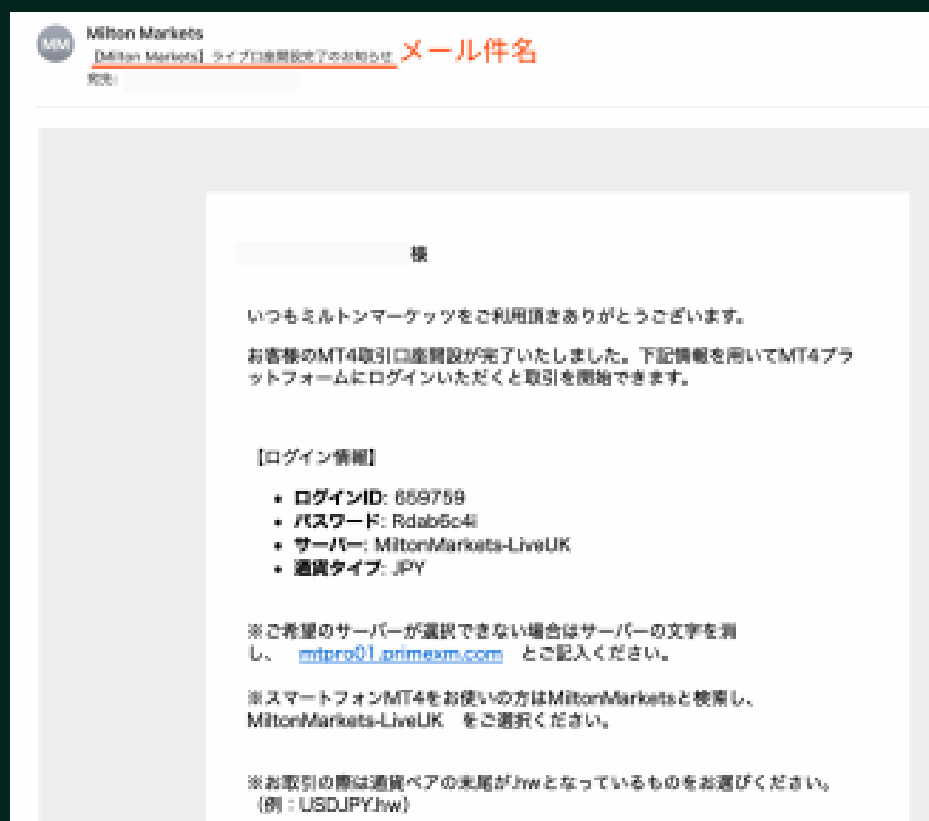 MM
Milton Markets
【Milton Markets】ライブ口座開設完了のお知らせ メール件名
宛先:
様
いつもミルトンマーケッツをご利用頂きありがとうございます。
お客様のMT4取引口座開設が完了いたしました。下記情報を用いてMT4プラ
ットフォームにログインいただくと取引を開始できます。
【ログイン情報】
• ログインID: 659759
• パスワード: Rdab6c4i
• サーバー: MiltonMarkets-LiveUK
• 通貨タイプ: JPY
※ご希望のサーバーが選択できない場合はサーバーの文字を消
し、 mtpro01.primexm.com とご記入ください。
※スマートフォンMT4をお使いの方はMiltonMarketsと検索し、
MiltonMarkets-LiveUK をご選択ください。
※お取引の際は通貨ペアの末尾が.hwとなっているものをお選びください。
（例：USDJPY.hw）